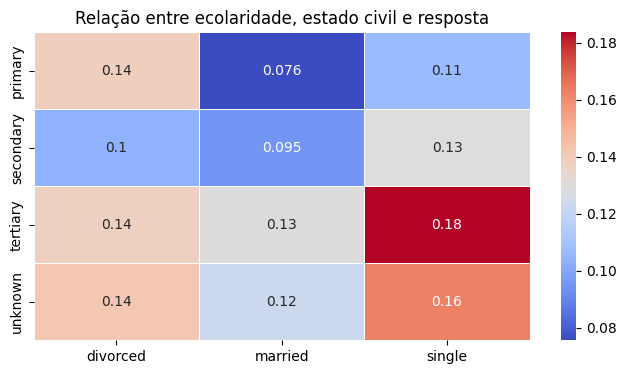 Relação entre ecolaridade, estado civil e resposta
primary 0.14 0.076 0.11
secondary 0.1 0.095 0.13
tertiary 0.14 0.13 0.18
unknown 0.14 0.12 0.16
divorced married single
0.18
0.16
0.14
0.12
0.10
0.08